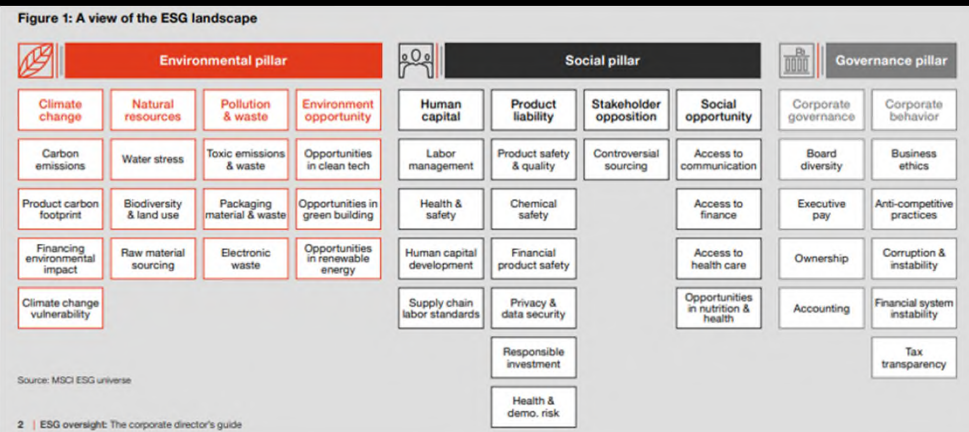 Figure 1: A view of the ESG landscape
Environmental pillar
Climate
change
Natural
resources
Pollution
& waste
Environment
opportunity
Carbon
emissions
Water stress
Toxic emissions
& waste
Opportunities
in clean tech
Product carbon
footprint
Biodiversity
& land use
Packaging
material & waste
Opportunities in
green building
Financing
environmental
impact
Raw material
sourcing
Electronic
waste
Opportunities
in renewable
energy
Climate change
vulnerability
Social pillar
Human
capital
Product
liability
Stakeholder
opposition
Social
opportunity
Labor
management
Product safety
& quality
Controversial
sourcing
Access to
communication
Health &
safety
Chemical
safety
Access to
finance
Human capital
development
Financial
product safety
Access to
health care
Supply chain
labor standards
Privacy &
data security
Opportunities
in nutrition &
health
Responsible
investment
Health &
demo. risk
Governance pillar
Corporate
governance
Corporate
behavior
Board
diversity
Business
ethics
Executive
pay
Anti-competitive
practices
Ownership
Corruption &
instability
Accounting
Financial system
instability
Tax
transparency
Source: MSCI ESG universe
2 | ESG oversight: The corporate director's guide